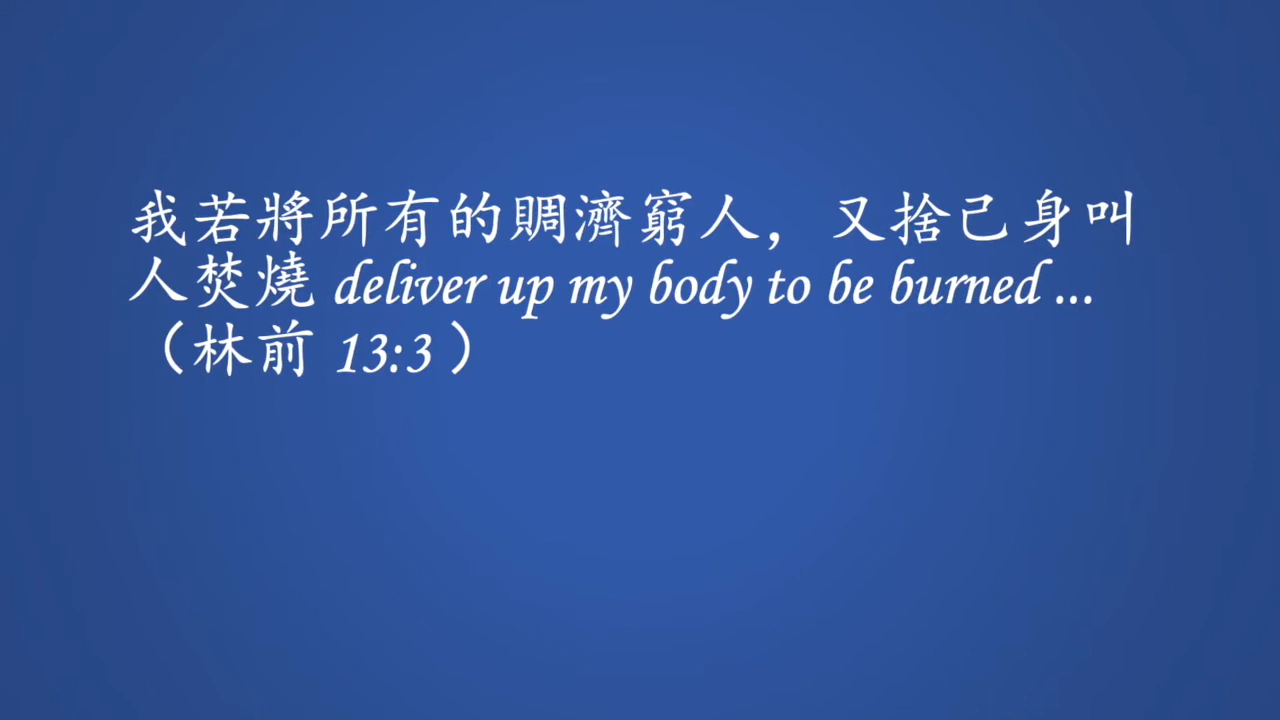 我若將所有的賙濟窮人，又捨己身叫
人焚燒 deliver up my body to be burned ...
（林前 13:3）